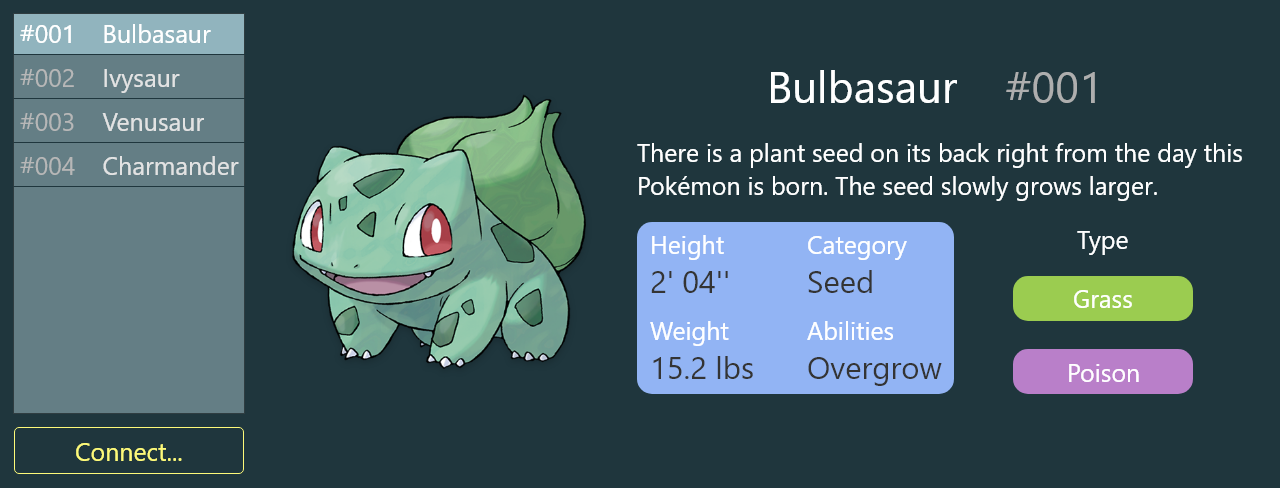 #001 Bulbasaur
#002 Ivysaur
#003 Venusaur
#004 Charmander
Connect...
Bulbasaur #001
There is a plant seed on its back right from the day this
Pokémon is born. The seed slowly grows larger.
Height Category
2' 04'' Seed
Weight Abilities
15.2 lbs Overgrow
Type
Grass
Poison